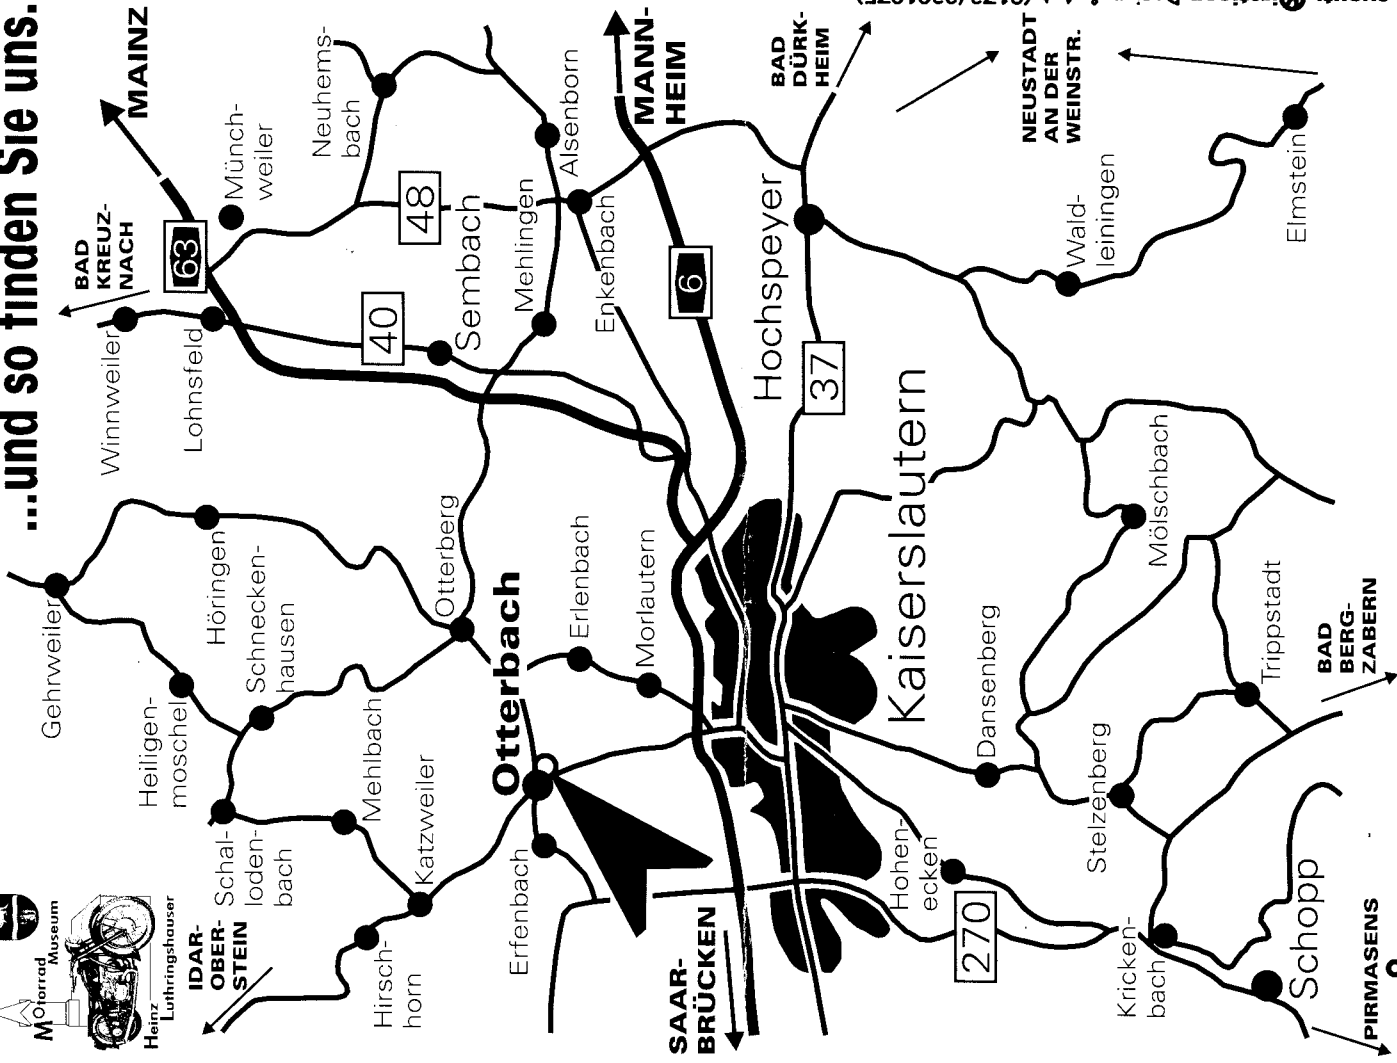 ...und so finden Sie uns.
Motorrad
Museum
Heinz
Luthringshauser
IDAR-
OBER-
STEIN
BAD
KREUZ-
NACH
MAINZ
Gehrweiler
Höringen
Heiligen-
moschel
Schnecken-
hausen
Schal-
loden-
bach
Mehlbach
Katzweiler
Hirsch-
horn
Winnweiler
Lohnsfeld
63
Münch-
weiler
Neuhems-
bach
40
48
Sembach
Mehlingen
Alsenborn
Enkenbach
Otterberg
Otterbach
Erlenbach
Morlautern
Erfenbach
MANN-
HEIM
6
SAAR-
BRÜCKEN
BAD
DÜRK-
HEIM
Hochspeyer
37
Kaiserslautern
NEUSTADT
AN DER
WEINSTR.
Wald-
leiningen
Elmstein
Mölschbach
Dansenberg
Stelzenberg
Trippstadt
Hohen-
ecken
270
Kricken-
bach
Schopp
BAD
BERG-
ZABERN
PIRMASENS